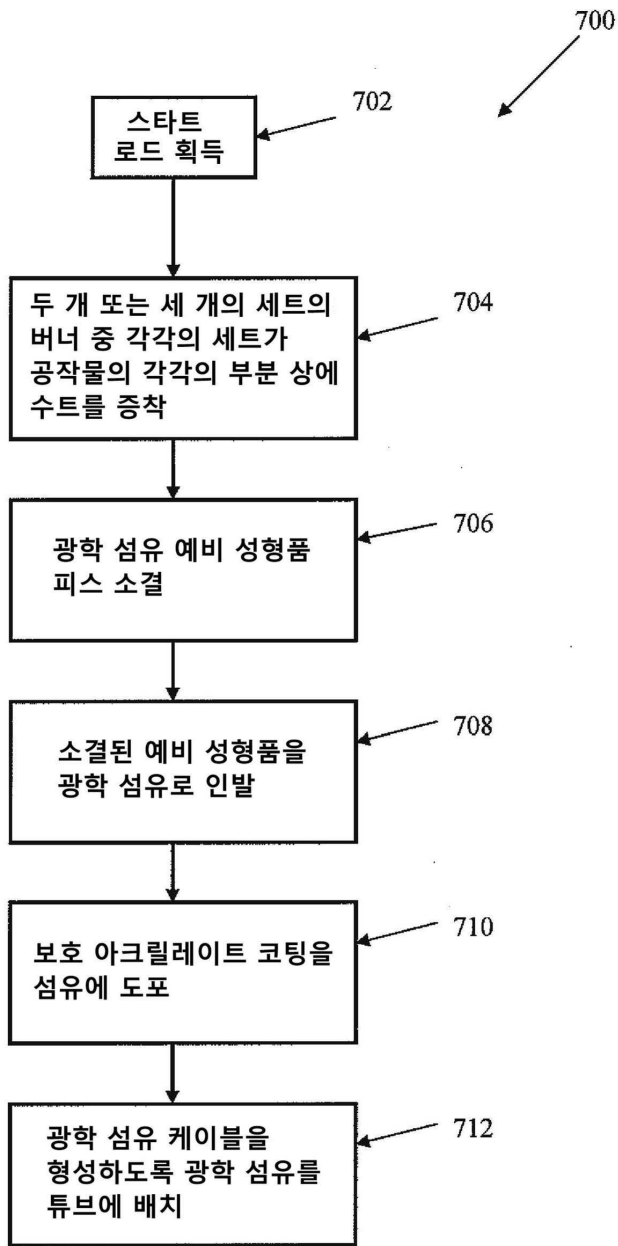 700
702
스타트
로드 획득
704
두 개 또는 세 개의 세트의
버너 중 각각의 세트가
공작물의 각각의 부분 상에
수트를 증착
706
광학 섬유 예비 성형품
피스 소결
708
소결된 예비 성형품을
광학 섬유로 인발
710
보호 아크릴레이트 코팅을
섬유에 도포
712
광학 섬유 케이블을
형성하도록 광학 섬유를
튜브에 배치